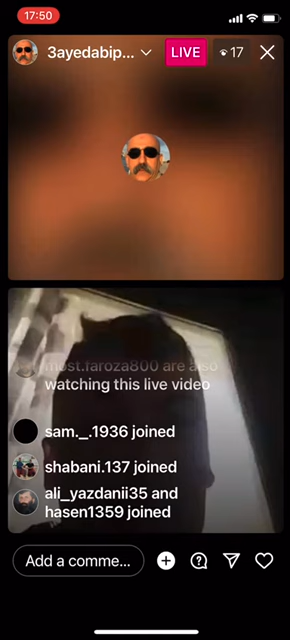 17:50
3ayedabip...
LIVE
17
most.faroza800 are also
watching this live video
sam._.1936 joined
shabani.137 joined
ali_yazdanii35 and
hasen1359 joined
Add a comme...